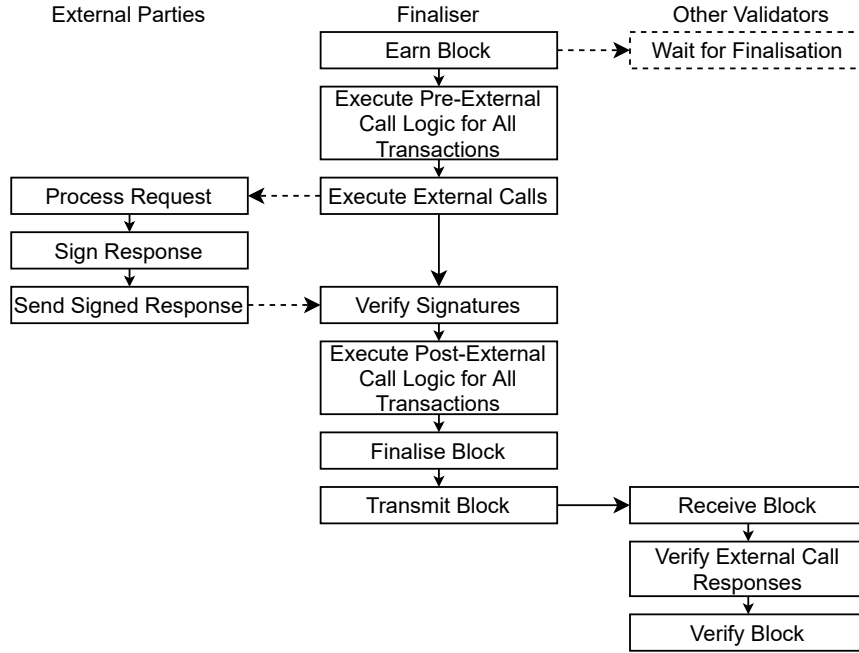 External Parties
Finaliser
Other Validators
Earn Block
Wait for Finalisation
Execute Pre-External
Call Logic for All
Transactions
Process Request
Execute External Calls
Sign Response
Send Signed Response
Verify Signatures
Execute Post-External
Call Logic for All
Transactions
Finalise Block
Transmit Block
Receive Block
Verify External Call
Responses
Verify Block